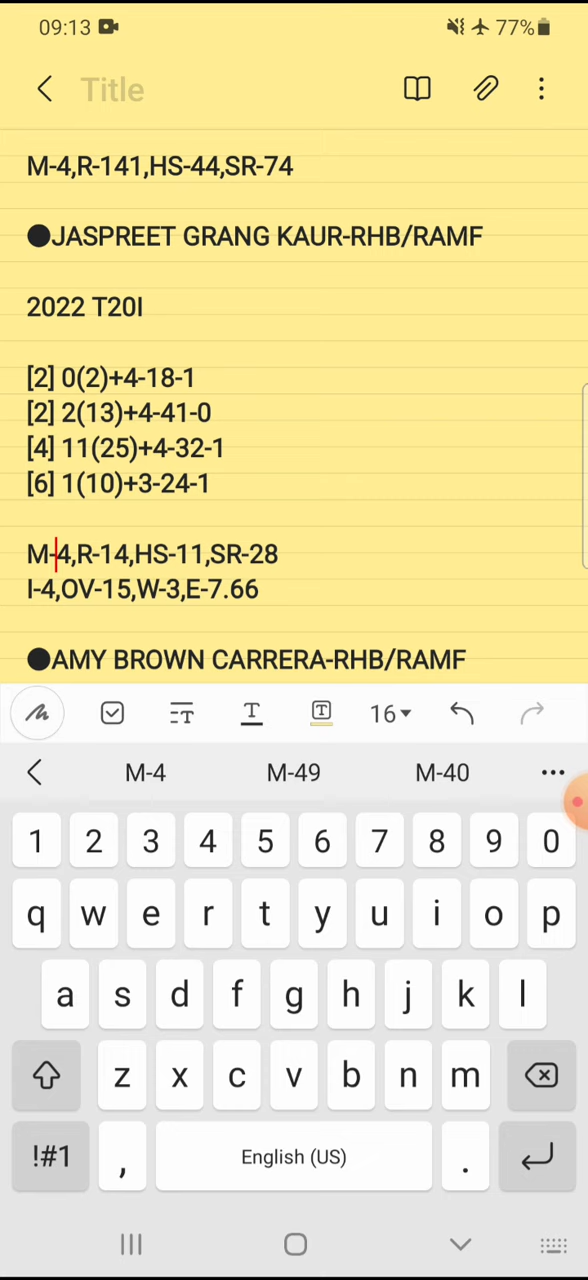 09:13 77%
Title
M-4,R-141,HS-44,SR-74
●JASPREET GRANG KAUR-RHB/RAMF
2022 T20I
[2] 0(2)+4-18-1
[2] 2(13)+4-41-0
[4] 11(25)+4-32-1
[6] 1(10)+3-24-1
M-4,R-14,HS-11,SR-28
I-4,OV-15,W-3,E-7.66
●AMY BROWN CARRERA-RHB/RAMF
T T T 16
M-4 M-49 M-40
1 2 3 4 5 6 7 8 9 0
q w e r t y u i o p
a s d f g h j k l
z x c v b n m
!#1 , English (US) .